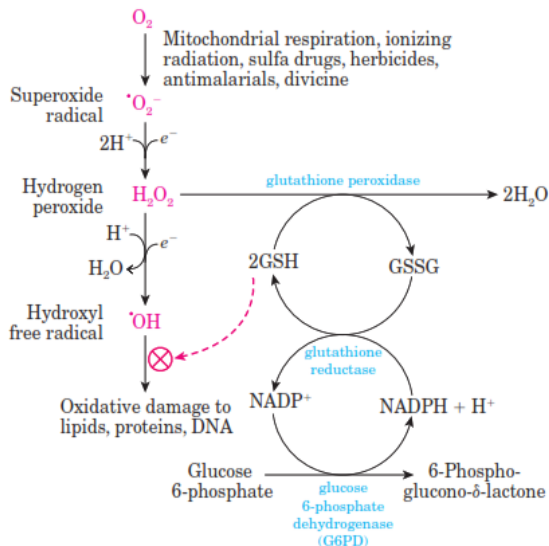 O₂
Mitochondrial respiration, ionizing
radiation, sulfa drugs, herbicides,
antimalarials, divicine
Superoxide
radical
•O₂⁻
2H⁺
e⁻
Hydrogen
peroxide
H₂O₂
glutathione peroxidase
2H₂O
H⁺
e⁻
H₂O
2GSH
GSSG
Hydroxyl
free radical
•OH
glutathione
reductase
Oxidative damage to
lipids, proteins, DNA
NADP⁺
NADPH + H⁺
Glucose
6-phosphate
6-Phospho-
glucono-δ-lactone
glucose
6-phosphate
dehydrogenase
(G6PD)